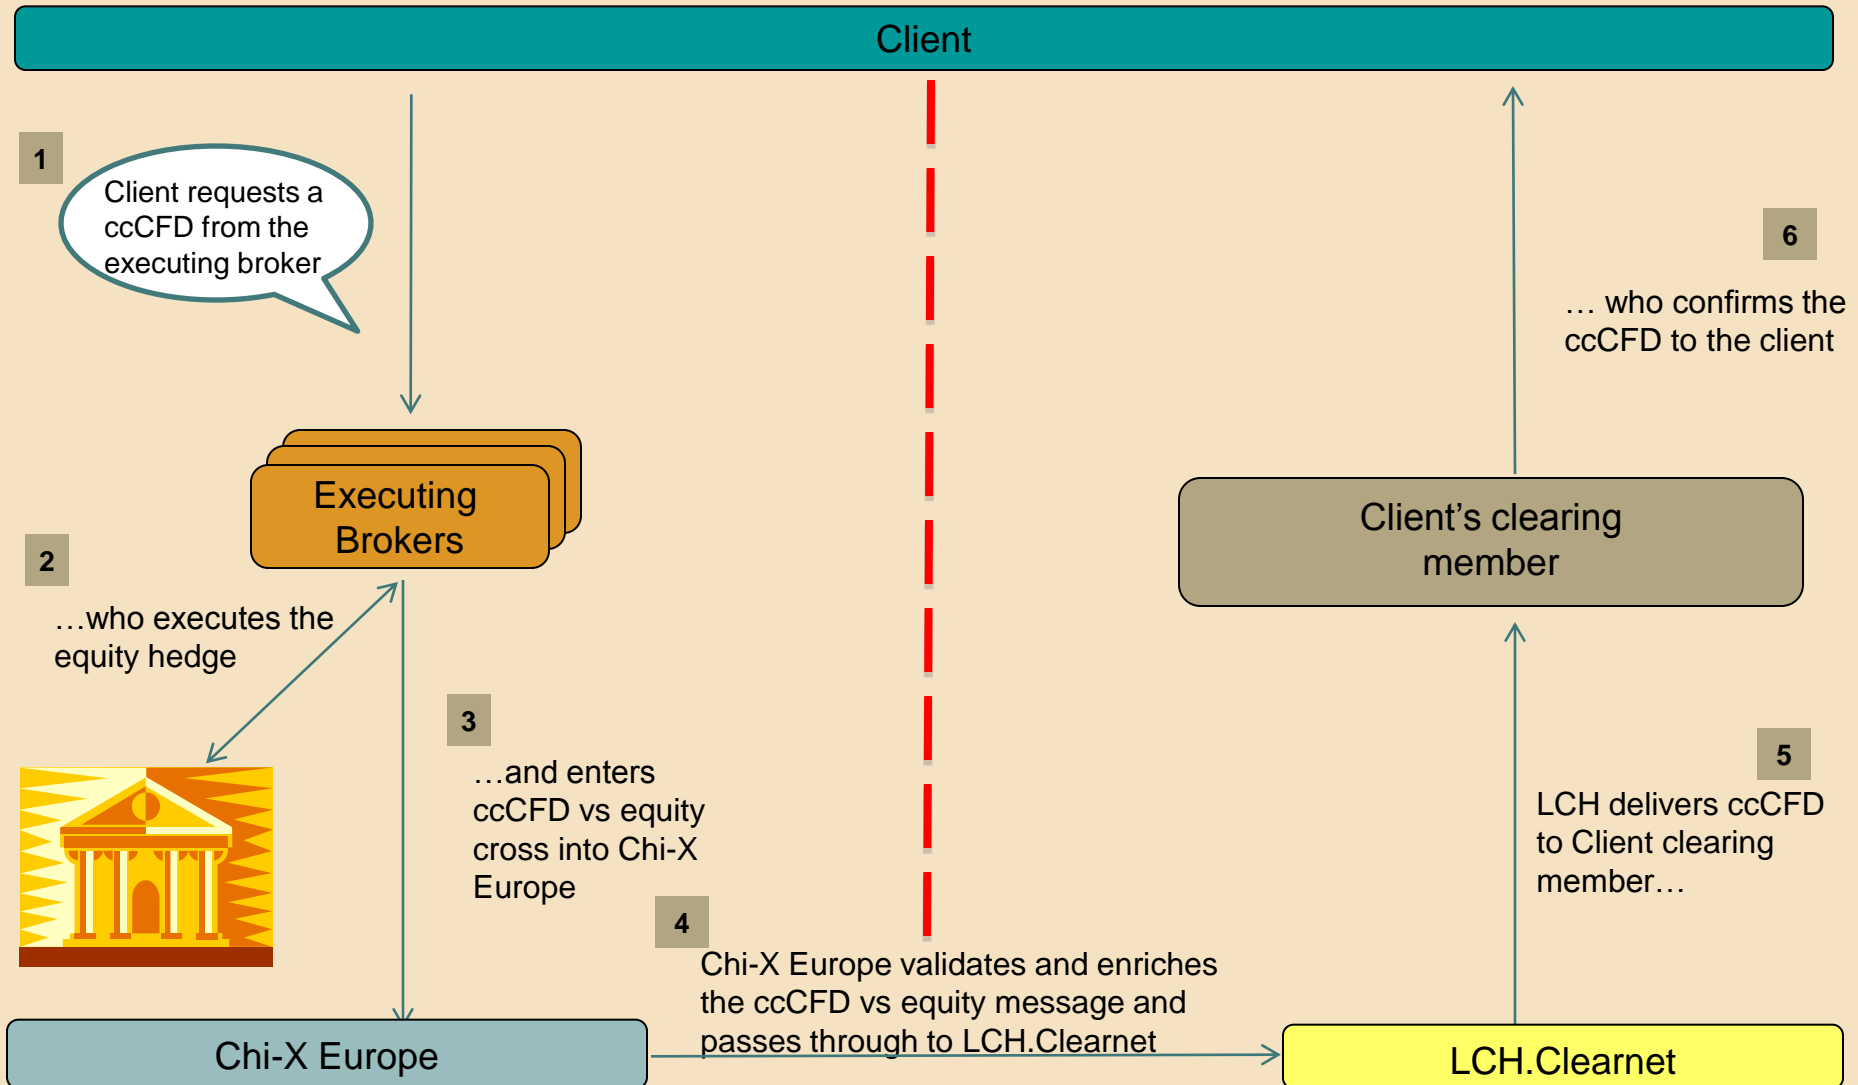 Client
1
Client requests a
ccCFD from the
executing broker
6
… who confirms the
ccCFD to the client
Executing
Brokers
Client’s clearing
member
2
…who executes the
equity hedge
3
…and enters
ccCFD vs equity
cross into Chi-X
Europe
5
LCH delivers ccCFD
to Client clearing
member…
4
Chi-X Europe validates and enriches
the ccCFD vs equity message and
passes through to LCH.Clearnet
Chi-X Europe
LCH.Clearnet